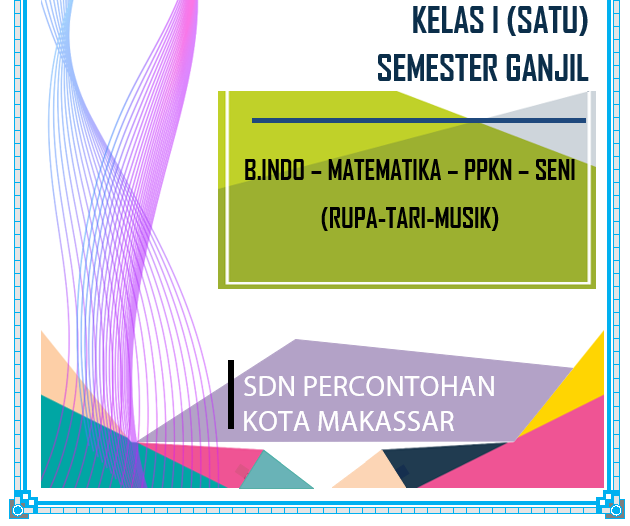 KELAS I (SATU)
SEMESTER GANJIL
B.INDO – MATEMATIKA – PPKN – SENI
(RUPA-TARI-MUSIK)
SDN PERCONTOHAN
KOTA MAKASSAR